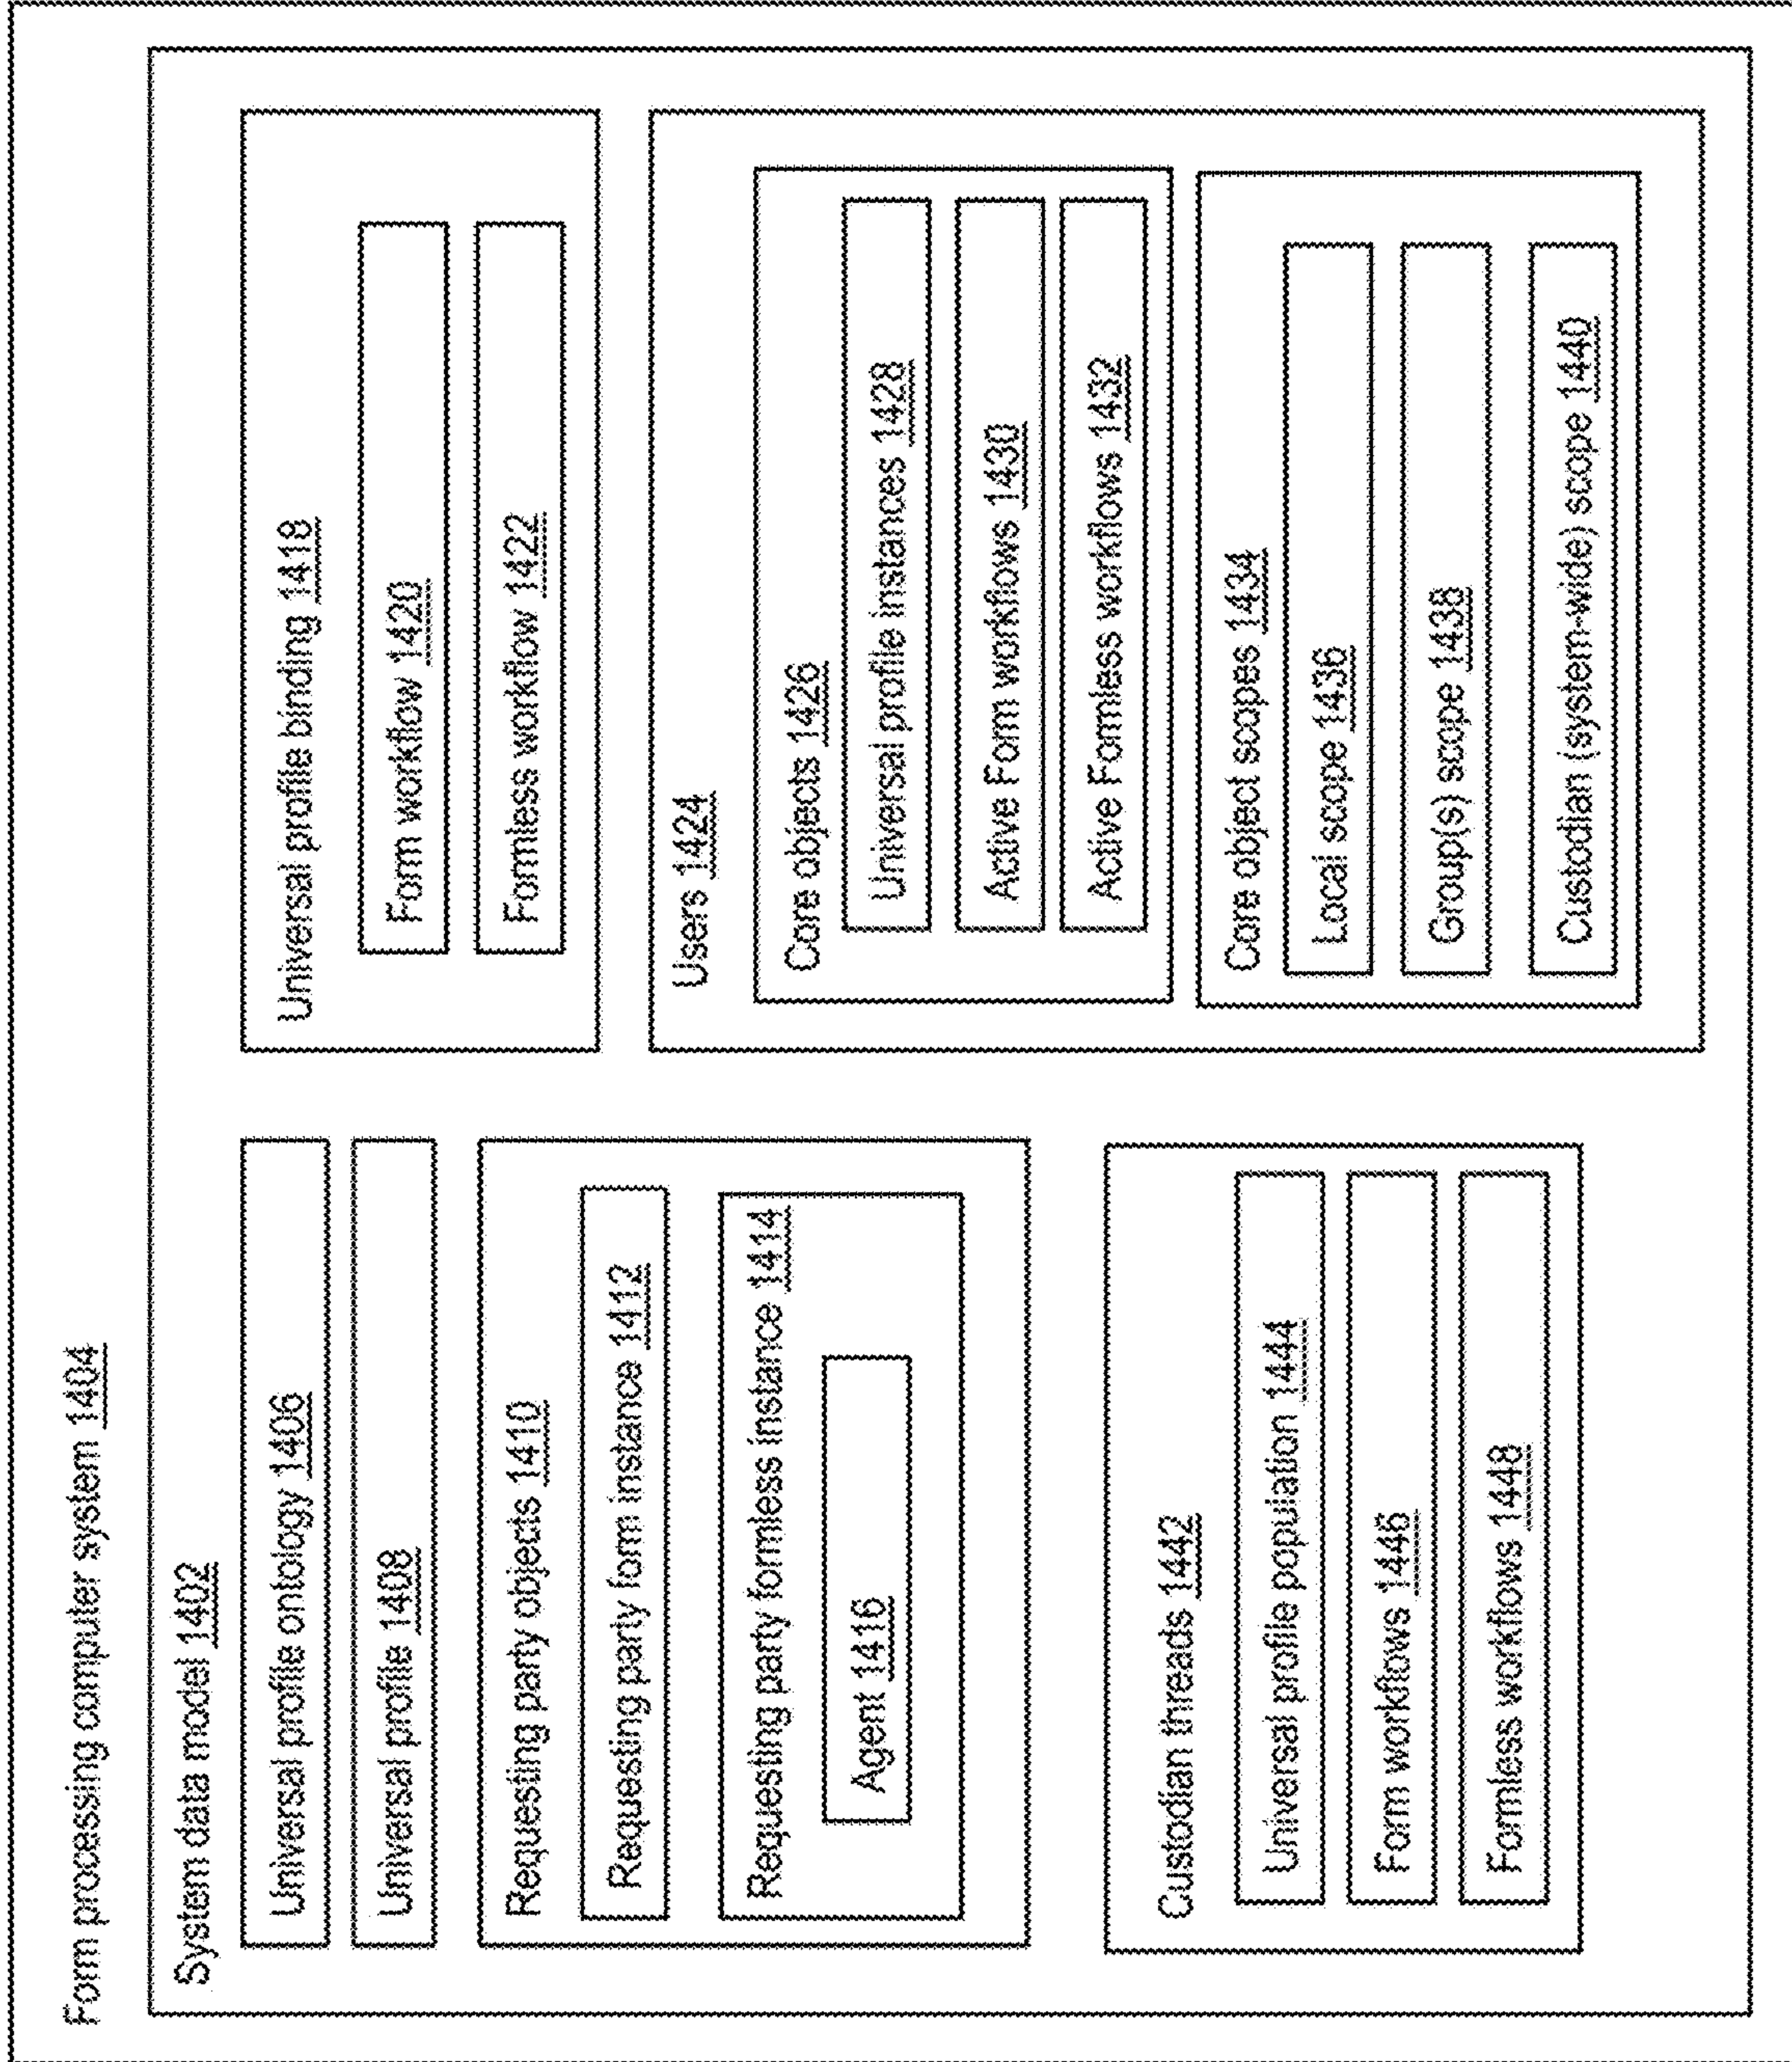 Form processing computer system 1404
System data model 1402
Universal profile ontology 1406
Universal profile 1408
Requesting party objects 1410
Requesting party form instance 1412
Requesting party formless instance 1414
Agent 1416
Custodian threads 1442
Universal profile population 1444
Form workflows 1446
Formless workflows 1448
Universal profile binding 1418
Form workflow 1420
Formless workflow 1422
Users 1424
Core objects 1426
Universal profile instances 1428
Active Form workflows 1430
Active Formless workflows 1432
Core object scopes 1434
Local scope 1436
Group(s) scope 1438
Custodian (system-wide) scope 1440